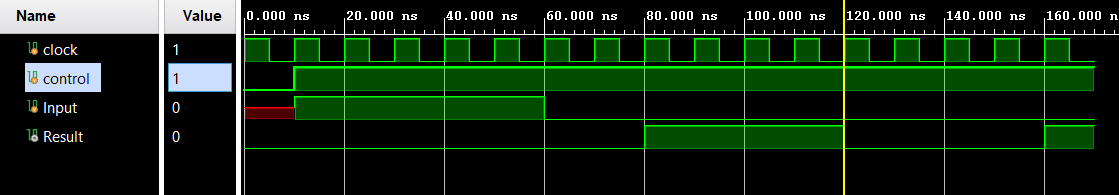 Name Value 0.000 ns 20.000 ns 40.000 ns 60.000 ns 80.000 ns 100.000 ns 120.000 ns 140.000 ns 160.000
clock 1
control 1
Input 0
Result 0